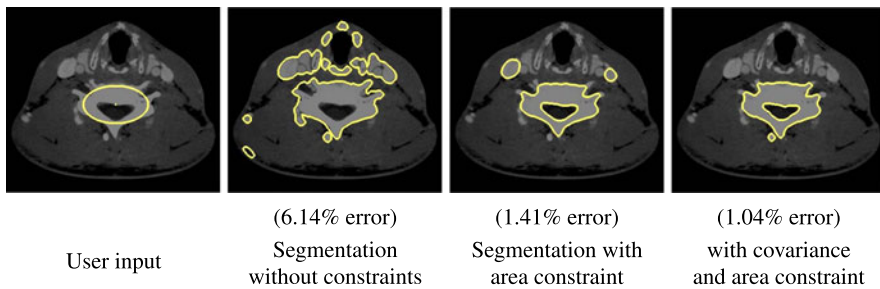 (6.14% error)
(1.41% error)
(1.04% error)
User input
Segmentation
without constraints
Segmentation with
area constraint
with covariance
and area constraint